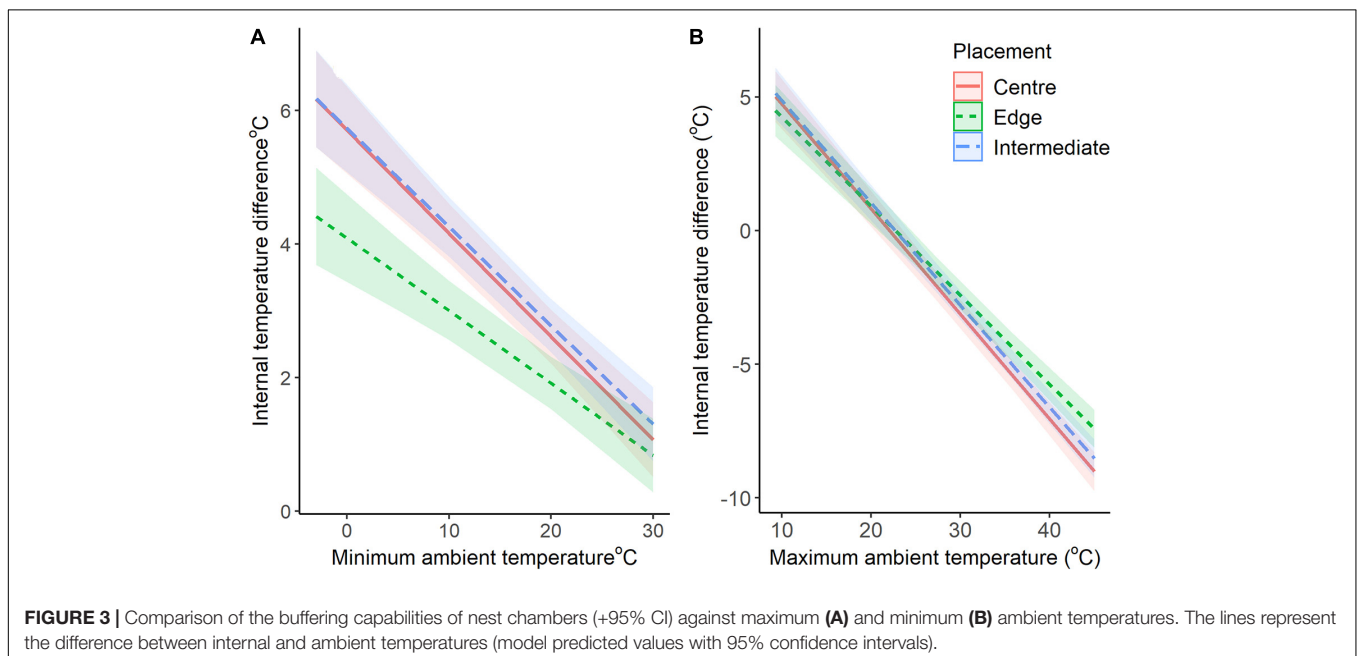 A
Internal temperature difference°C
6
4
2
0
0 10 20 30
Minimum ambient temperature°C
B
Internal temperature difference (°C)
5
0
-5
-10
10 20 30 40
Maximum ambient temperature (°C)
Placement
Centre
Edge
Intermediate
FIGURE 3 | Comparison of the buffering capabilities of nest chambers (+95% CI) against maximum (A) and minimum (B) ambient temperatures. The lines represent
the difference between internal and ambient temperatures (model predicted values with 95% confidence intervals).